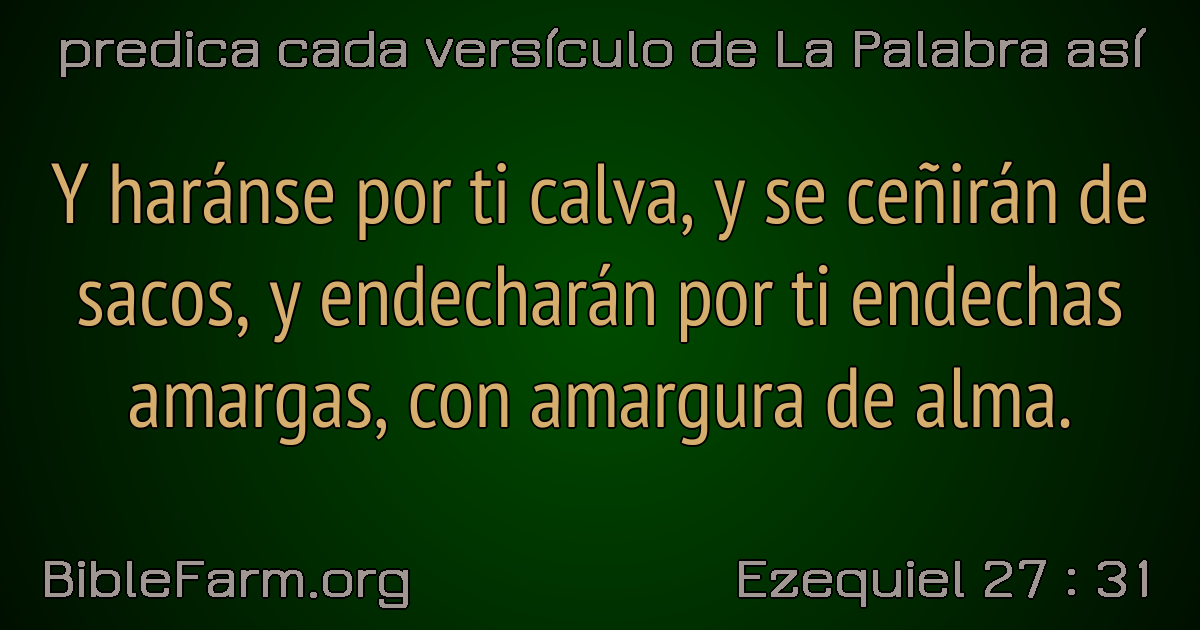 predica cada versículo de La Palabra así
Y haránse por ti calva, y se ceñirán de
sacos, y endecharán por ti endechas
amargas, con amargura de alma.
BibleFarm.org
Ezequiel 27 : 31